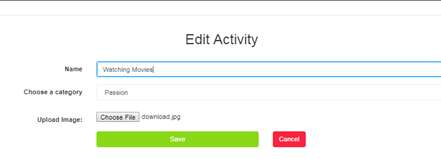 Edit Activity
Name Watching Movies
Choose a category Passion
Upload Image: Choose File download.jpg
Save Cancel